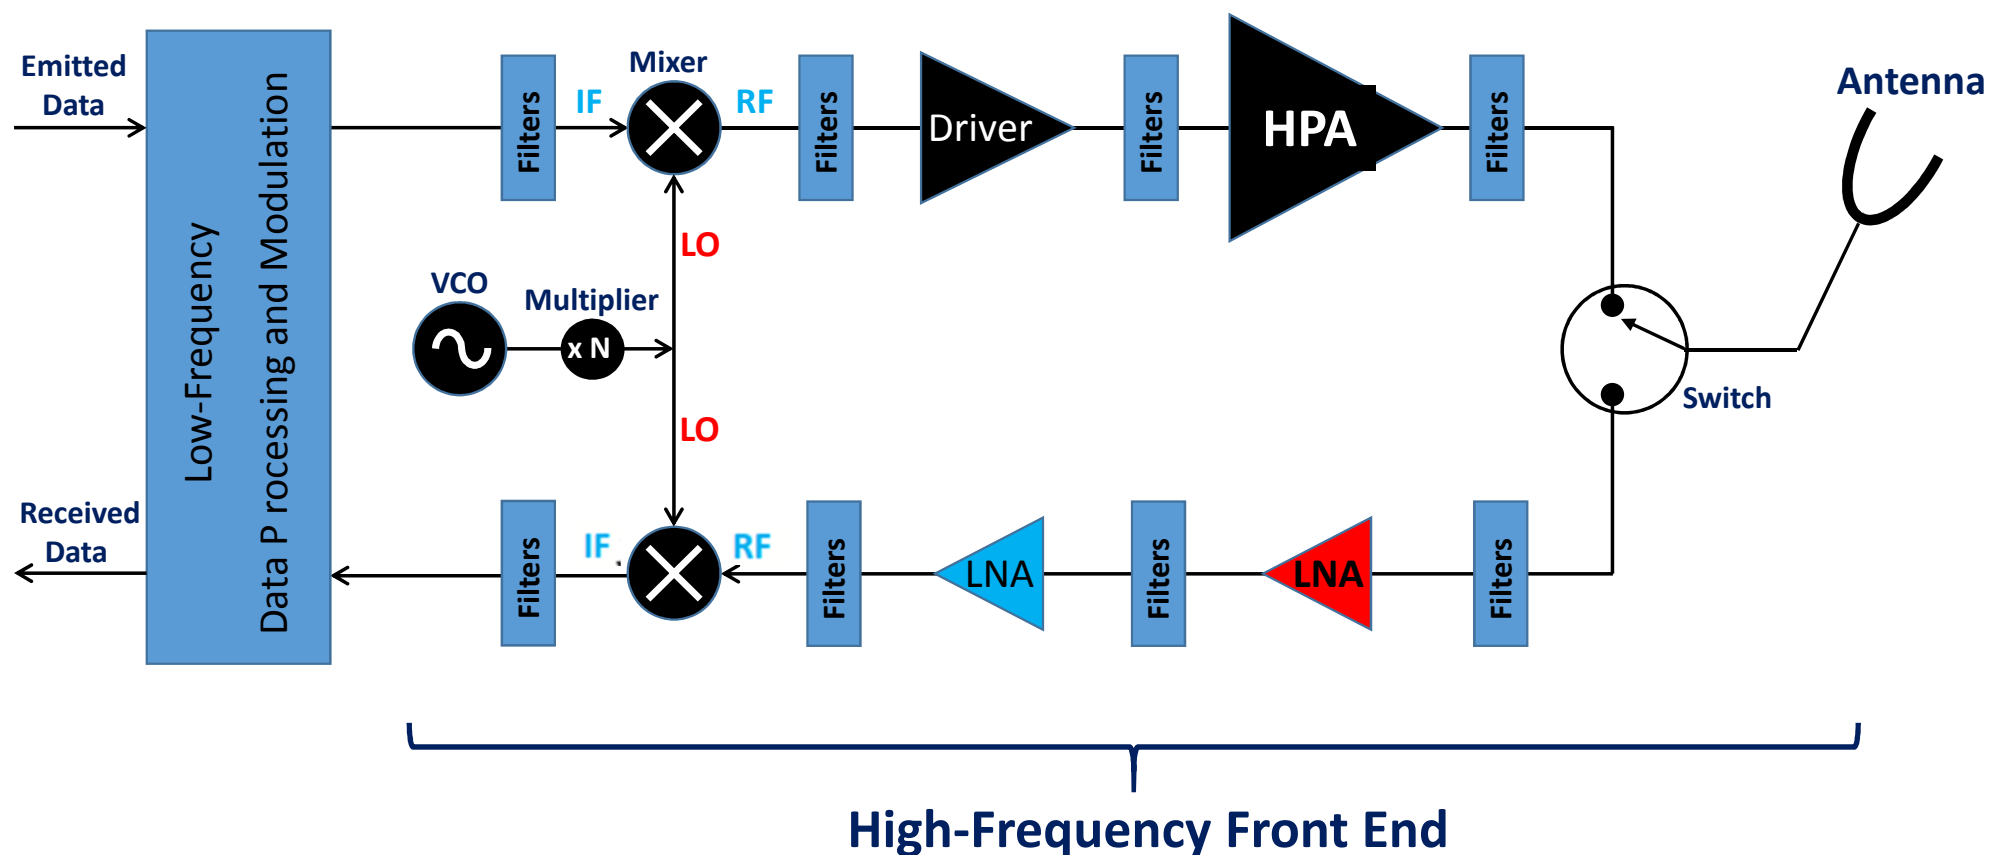 Emitted
Data
Low-Frequency
Data P rocessing and Modulation
Filters
IF
Mixer
RF
Filters
Driver
Filters
HPA
Filters
Antenna
LO
VCO
Multiplier
x N
LO
Switch
Received
Data
Filters
IF
RF
Filters
LNA
Filters
LNA
Filters
High-Frequency Front End